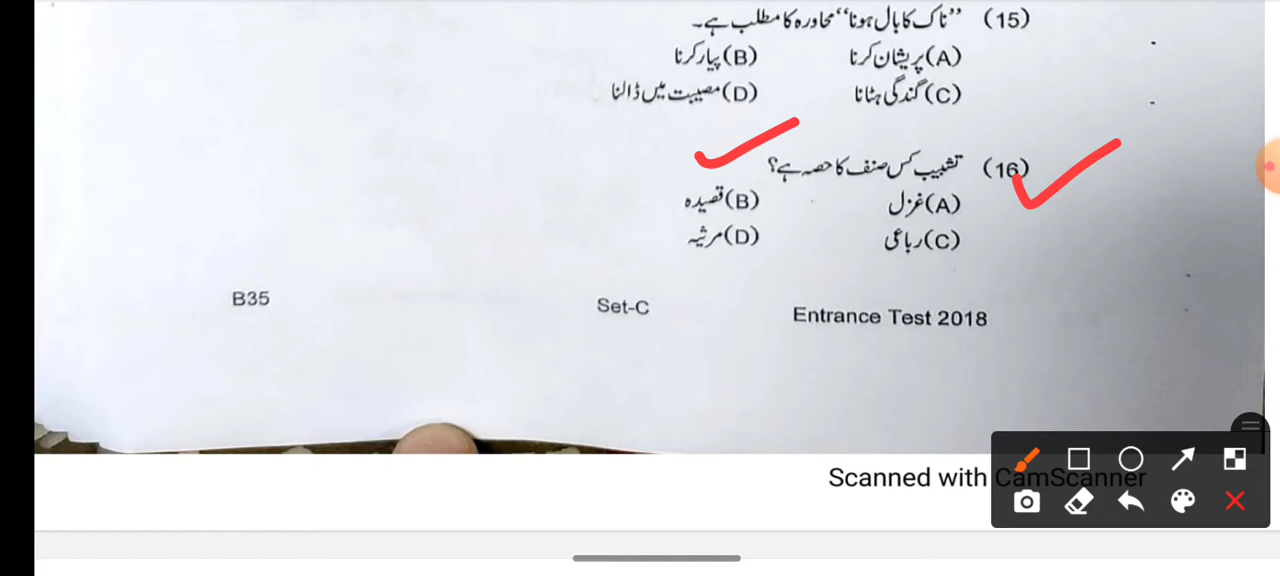 (15) ”ناک کا بال ہونا“ محاورہ کا مطلب ہے۔
(A) پریشان کرنا (B) پیار کرنا
(C) گندگی ہٹانا (D) مصیبت میں ڈالنا
(16) تشبیب کس صنف کا حصہ ہے؟
(A) غزل (B) قصیدہ
(C) رباعی (D) مرثیہ
B35 Set-C Entrance Test 2018
Scanned with CamScanner